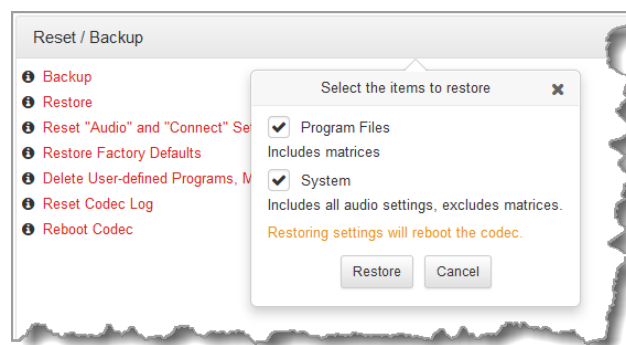 Reset / Backup
Backup
Restore
Reset "Audio" and "Connect" Se
Restore Factory Defaults
Delete User-defined Programs, M
Reset Codec Log
Reboot Codec
Select the items to restore
Program Files
Includes matrices
System
Includes all audio settings, excludes matrices.
Restoring settings will reboot the codec.
Restore
Cancel